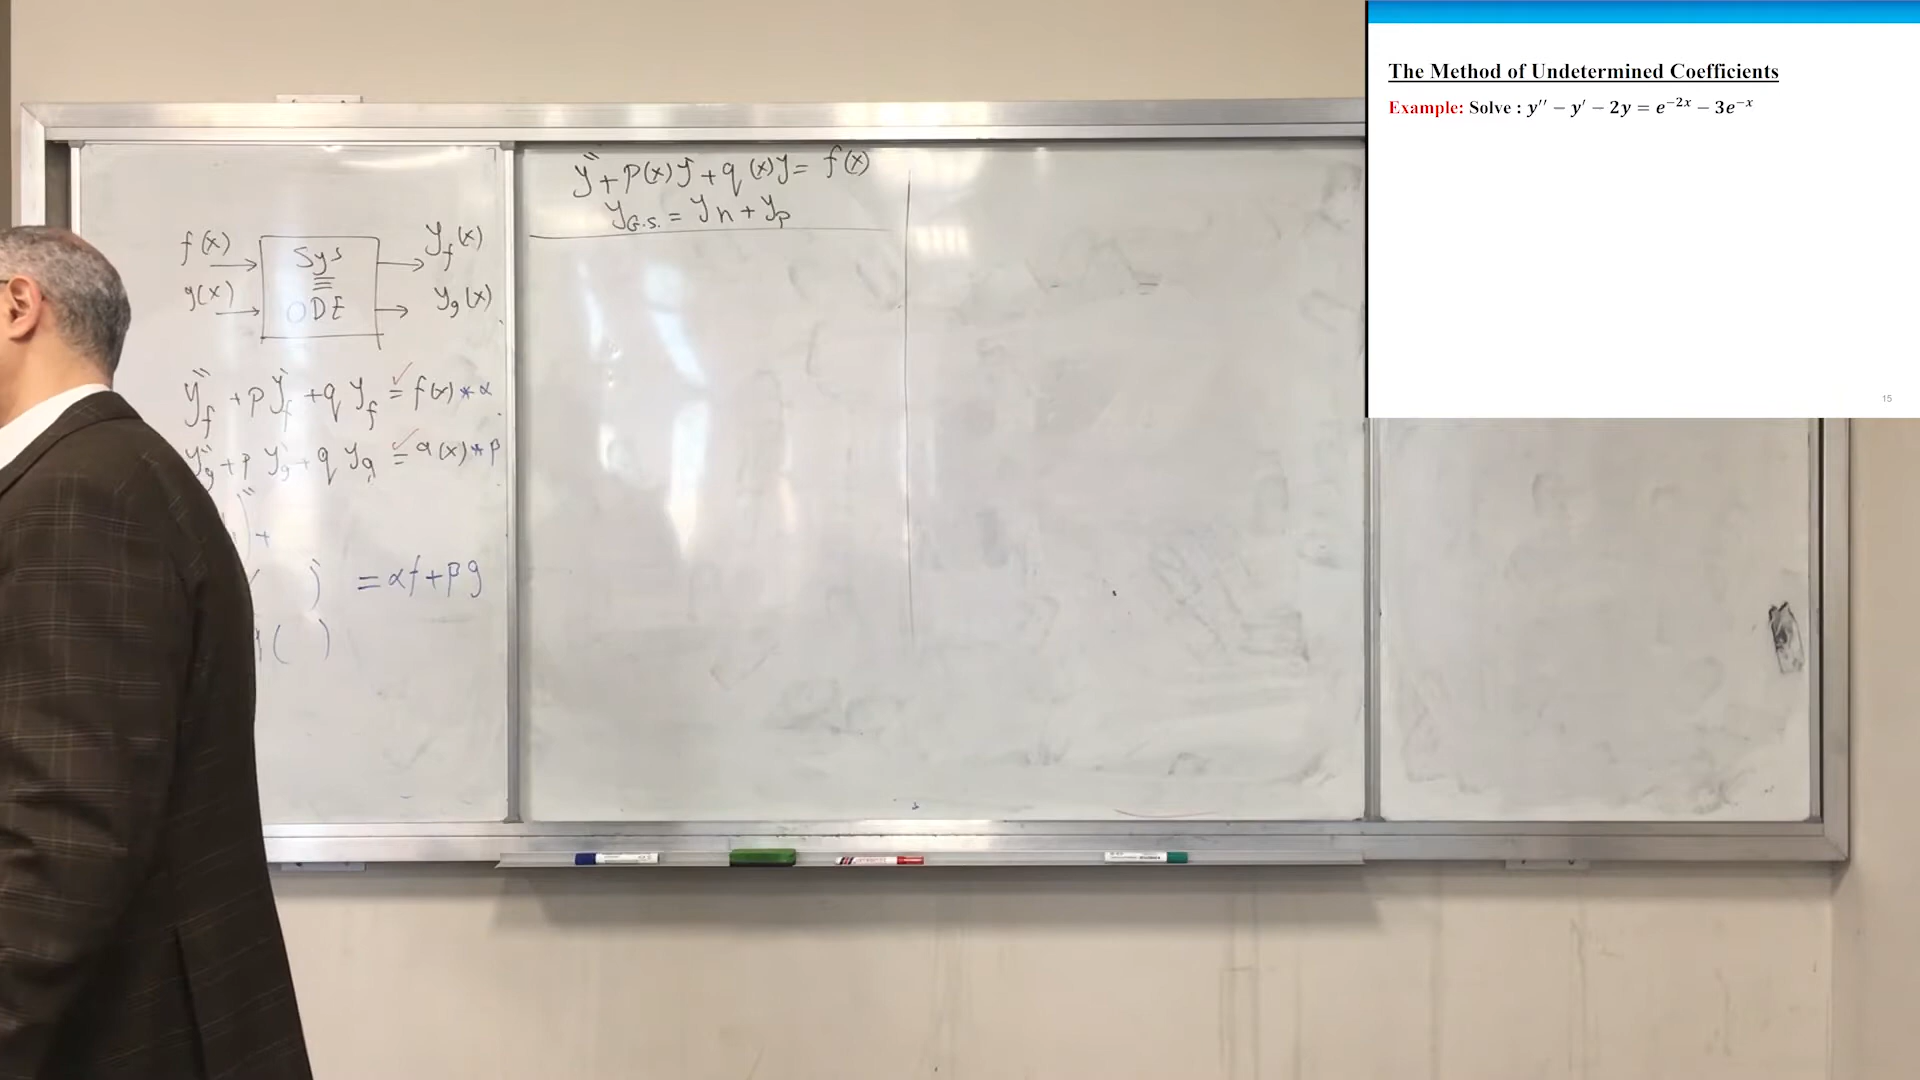 The Method of Undetermined Coefficients
Example: Solve : y′′ − y′ − 2y = e^{−2x} − 3e^{−x}
15
y'' + P(x)y' + q(x)y = f(x)
y_{G.s.} = y_h + y_p
f(x) Sys y_f(x)
≡
g(x) ODE y_g(x)
y_f'' + p y_f' + q y_f = f(x) * α
y_g'' + p y_g' + q y_g = g(x) * β
)'' +
( )' = αf + βg
( )